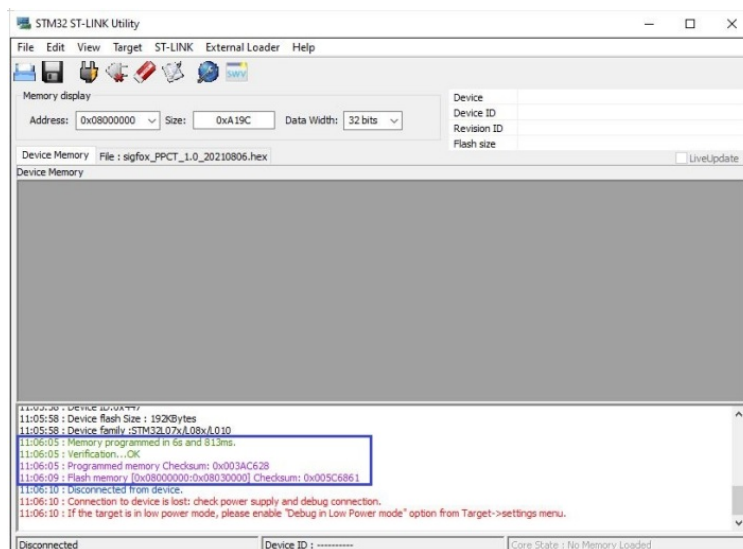 STM32 ST-LINK Utility
File Edit View Target ST-LINK External Loader Help
SWV
Memory display
Address: 0x08000000 Size: 0xA19C Data Width: 32 bits
Device
Device ID
Revision ID
Flash size
LiveUpdate
Device Memory File : sigfox_PPCT_1.0_20210806.hex
Device Memory
11:05:58 : Device ID:0x447
11:05:58 : Device flash Size : 192KBytes
11:05:58 : Device family :STM32L07x/L08x/L010
11:06:05 : Memory programmed in 6s and 813ms.
11:06:05 : Verification...OK
11:06:05 : Programmed memory Checksum: 0x003AC628
11:06:09 : Flash memory [0x08000000:0x08030000] Checksum: 0x005C6861
11:06:10 : Disconnected from device.
11:06:10 : Connection to device is lost: check power supply and debug connection.
11:06:10 : If the target is in low power mode, please enable "Debug in Low Power mode" option from Target->settings menu.
Disconnected Device ID : ---------- Core State : No Memory Loaded